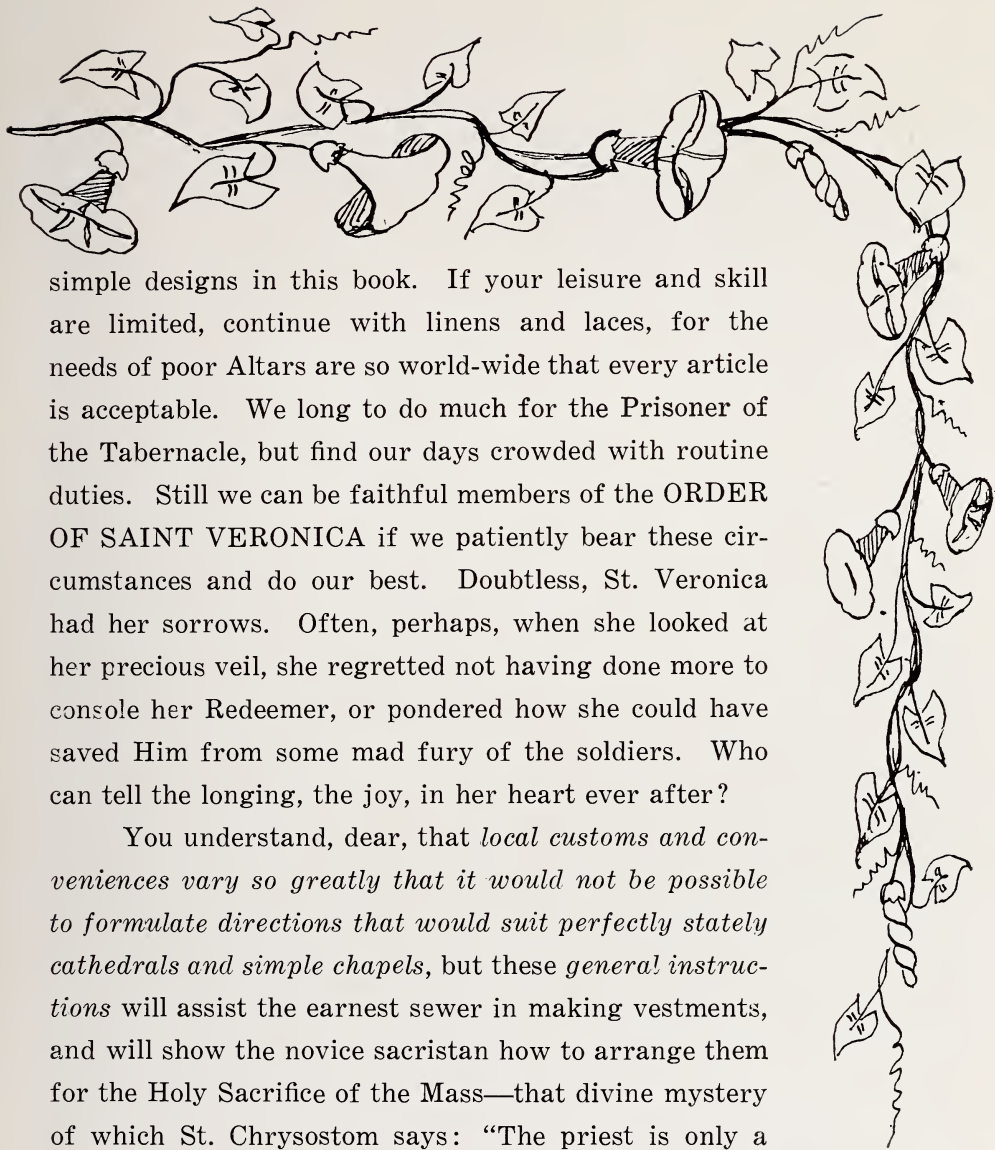 simple designs in this book. If your leisure and skill
are limited, continue with linens and laces, for the
needs of poor Altars are so world-wide that every article
is acceptable. We long to do much for the Prisoner of
the Tabernacle, but find our days crowded with routine
duties. Still we can be faithful members of the ORDER
OF SAINT VERONICA if we patiently bear these cir-
cumstances and do our best. Doubtless, St. Veronica
had her sorrows. Often, perhaps, when she looked at
her precious veil, she regretted not having done more to
console her Redeemer, or pondered how she could have
saved Him from some mad fury of the soldiers. Who
can tell the longing, the joy, in her heart ever after?
You understand, dear, that local customs and con-
veniences vary so greatly that it would not be possible
to formulate directions that would suit perfectly stately
cathedrals and simple chapels, but these general instruc-
tions will assist the earnest sewer in making vestments,
and will show the novice sacristan how to arrange them
for the Holy Sacrifice of the Mass—that divine mystery
of which St. Chrysostom says: “The priest is only a